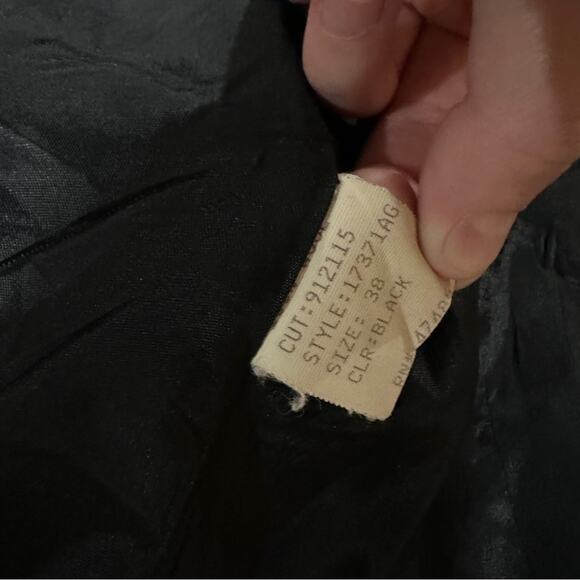 CUT:912115
STYLE:17371AG
SIZE= 38
CLR=BLACK